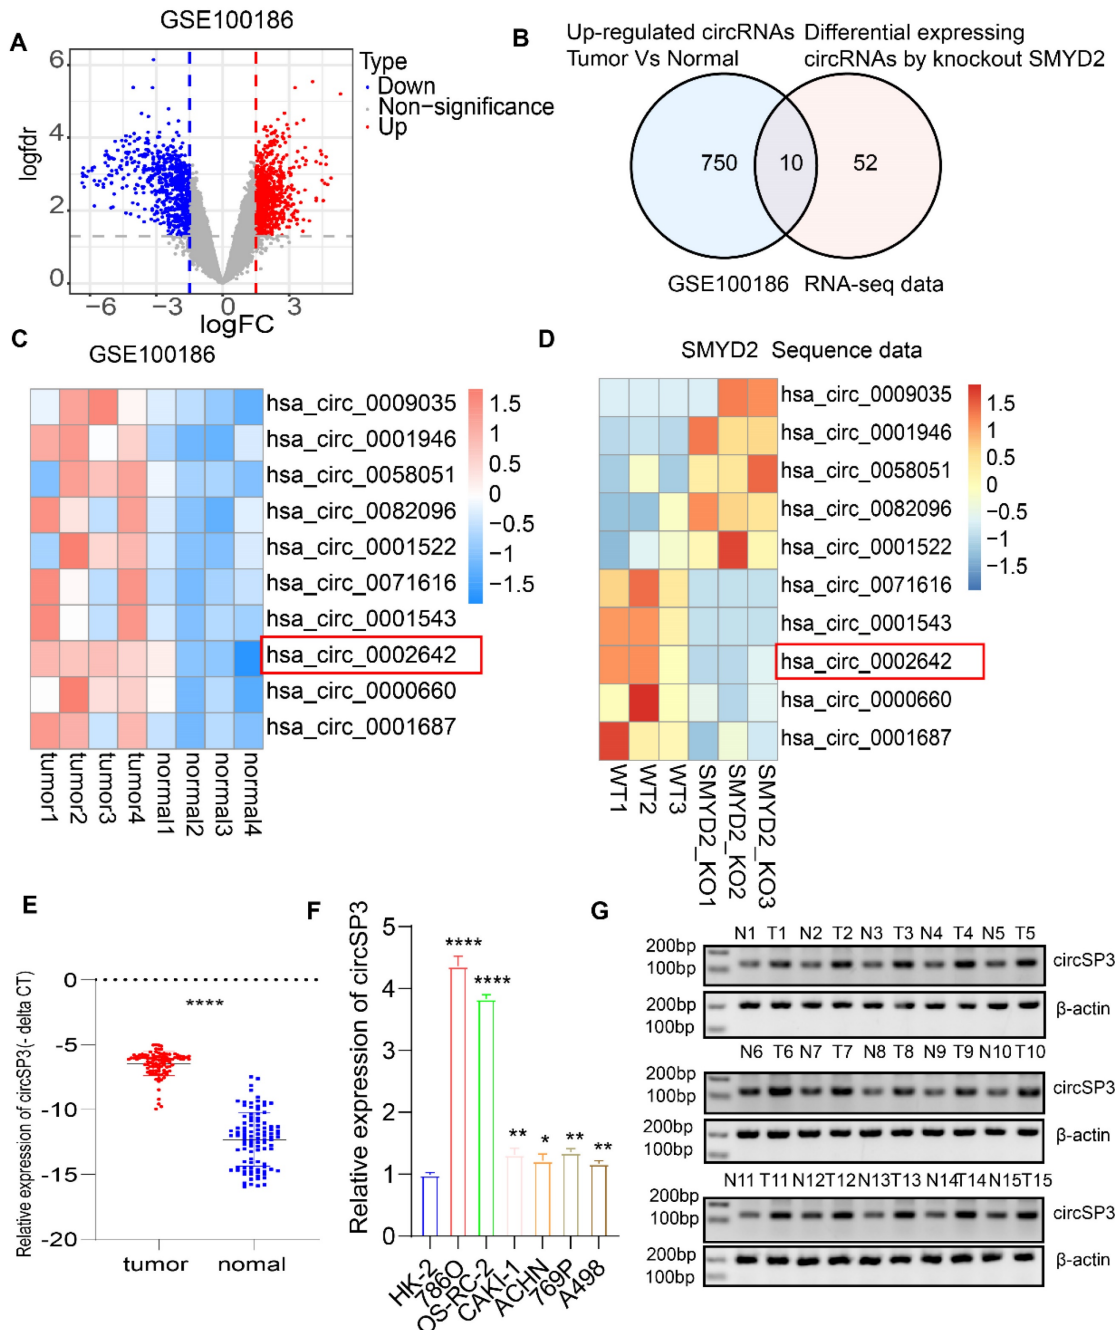 A
GSE100186
logfdr
6
4
2
0
−6
−3
0
3
logFC
Type
Down
Non−significance
Up
B
Up-regulated circRNAs
Tumor Vs Normal
Differential expressing
circRNAs by knockout SMYD2
750
10
52
GSE100186
RNA-seq data
C
GSE100186
hsa_circ_0009035
hsa_circ_0001946
hsa_circ_0058051
hsa_circ_0082096
hsa_circ_0001522
hsa_circ_0071616
hsa_circ_0001543
hsa_circ_0002642
hsa_circ_0000660
hsa_circ_0001687
tumor1
tumor2
tumor3
tumor4
normal1
normal2
normal3
normal4
1.5
1
0.5
0
−0.5
−1
−1.5
D
SMYD2 Sequence data
hsa_circ_0009035
hsa_circ_0001946
hsa_circ_0058051
hsa_circ_0082096
hsa_circ_0001522
hsa_circ_0071616
hsa_circ_0001543
hsa_circ_0002642
hsa_circ_0000660
hsa_circ_0001687
WT1
WT2
WT3
SMYD2_KO1
SMYD2_KO2
SMYD2_KO3
1.5
1
0.5
0
−0.5
−1
−1.5
E
Relative expression of circSP3(- delta CT)
0
-5
-10
-15
-20
****
tumor
nomal
F
Relative expression of circSP3
5
4
3
2
1
0
****
****
**
*
**
**
HK-2
786O
OS-RC-2
CAKI-1
ACHN
769P
A498
G
N1 T1 N2 T2 N3 T3 N4 T4 N5 T5
200bp
100bp
circSP3
200bp
100bp
β-actin
N6 T6 N7 T7 N8 T8 N9 T9 N10 T10
200bp
100bp
circSP3
200bp
100bp
β-actin
N11 T11 N12 T12 N13 T13 N14 T14 N15 T15
200bp
100bp
circSP3
200bp
100bp
β-actin